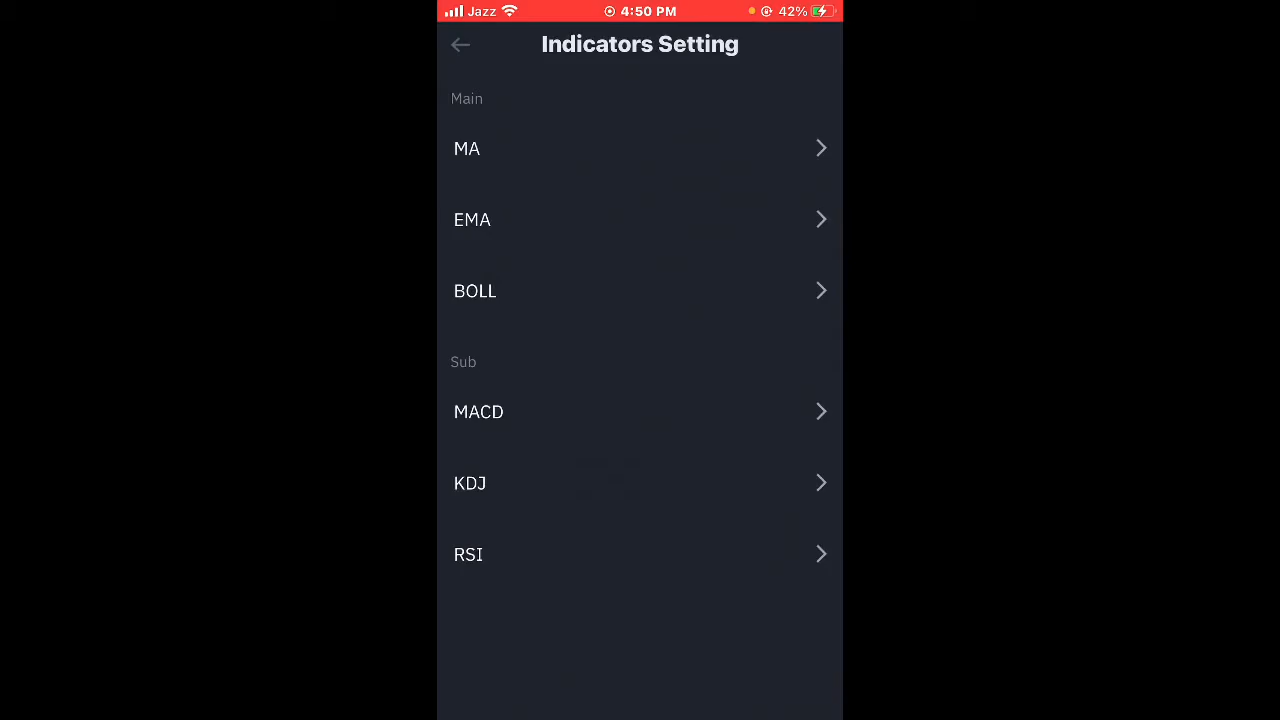 Jazz 4:50 PM 42%
Indicators Setting
Main
MA
EMA
BOLL
Sub
MACD
KDJ
RSI